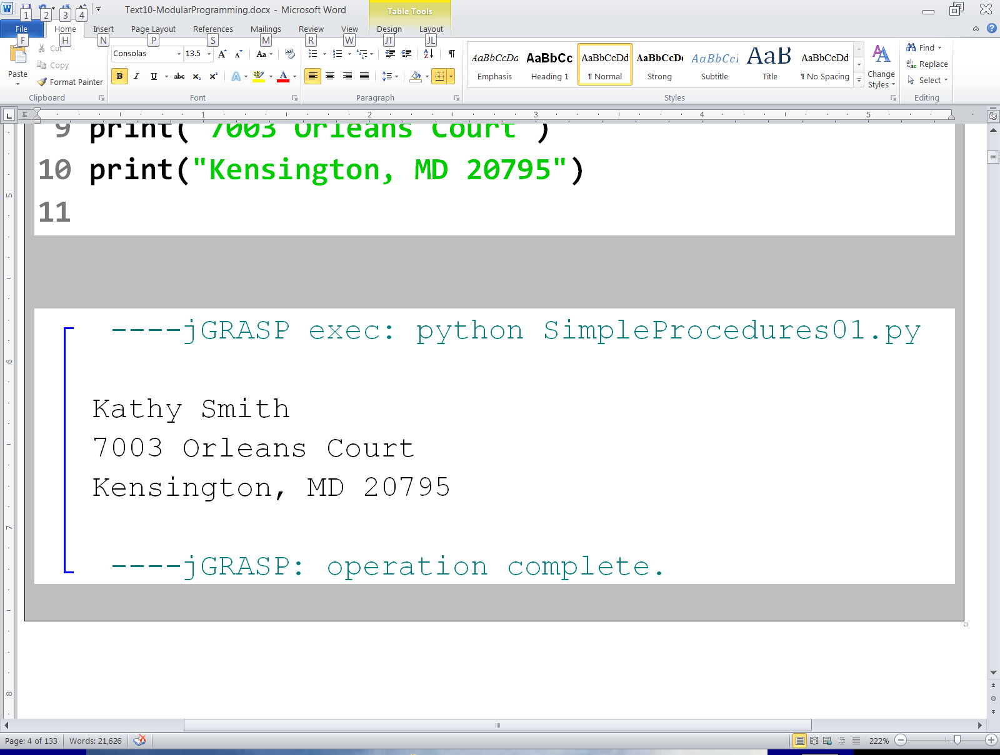 Text10-ModularProgramming.docx - Microsoft Word
Table Tools
1 2 3 4
File Home Insert Page Layout References Mailings Review View Design Layout
F H N P S M R W JT JL
Paste
Cut
Copy
Format Painter
Clipboard
Consolas 13.5
B I U abc
Font
Paragraph
AaBbCcDd AaBbCc AaBbCcDd AaBbCcDd AaBbCcI AaB AaBbCcDd
Emphasis Heading 1 ¶ Normal Strong Subtitle Title ¶ No Spacing
Change
Styles
Styles
Find
Replace
Select
Editing
1 2 3 4 5
9 print("7003 Orleans Court")
10 print("Kensington, MD 20795")
11
----jGRASP exec: python SimpleProcedures01.py
Kathy Smith
7003 Orleans Court
Kensington, MD 20795
----jGRASP: operation complete.
5
6
7
8
Page: 4 of 133 Words: 21,626 222%